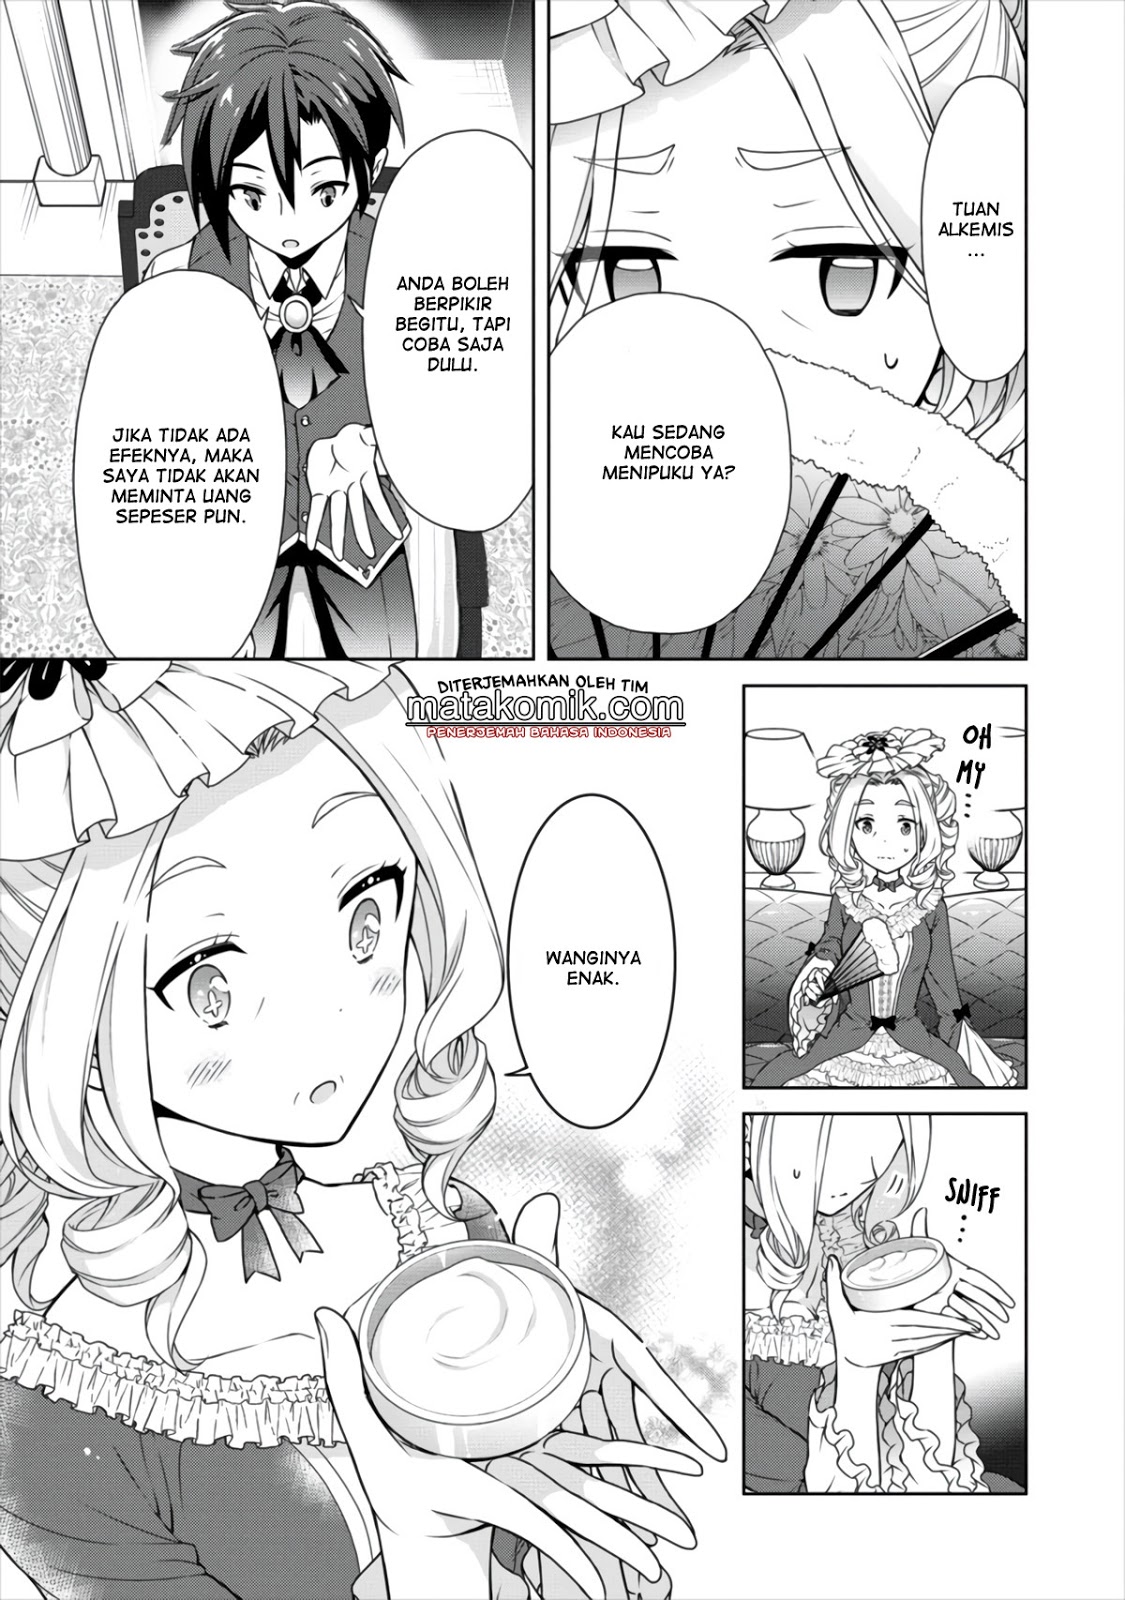 TUAN
ALKEMIS
...
KAU SEDANG
MENCOBA
MENIPUKU YA?
ANDA BOLEH
BERPIKIR
BEGITU, TAPI
COBA SAJA
DULU.
JIKA TIDAK ADA
EFEKNYA, MAKA
SAYA TIDAK AKAN
MEMINTA UANG
SEPESER PUN.
DITERJEMAHKAN OLEH TIM
matakomik.com
PENERJEMAH BAHASA INDONESIA
OH
MY
...
SNIFF
...
WANGINYA
ENAK.